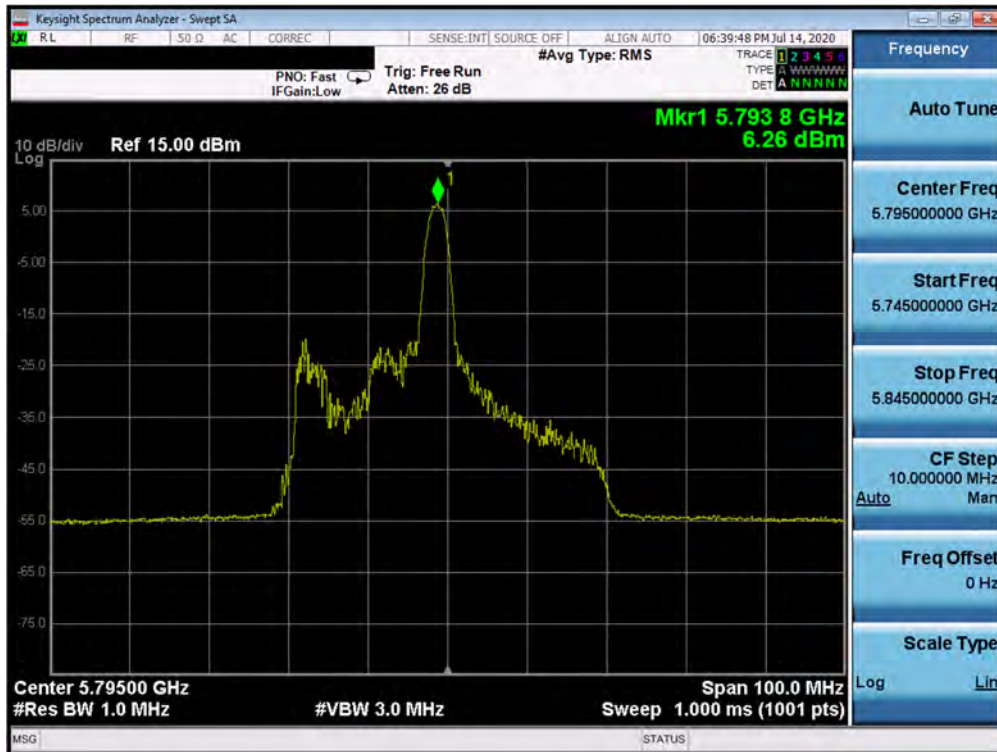 Keysight Spectrum Analyzer - Swept SA
LXI RL RF 50 Ω AC CORREC SENSE:INT SOURCE OFF ALIGN AUTO 06:39:48 PM Jul 14, 2020
PNO: Fast
IFGain:Low
Trig: Free Run
Atten: 26 dB
#Avg Type: RMS
TRACE 1 2 3 4 5 6
TYPE A WWWWW
DET A N N N N N
Mkr1 5.793 8 GHz
6.26 dBm
10 dB/div
Log
Ref 15.00 dBm
1
5.00
-5.00
-15.0
-25.0
-35.0
-45.0
-55.0
-65.0
-75.0
Center 5.79500 GHz
Span 100.0 MHz
#Res BW 1.0 MHz
#VBW 3.0 MHz
Sweep 1.000 ms (1001 pts)
MSG
STATUS
Frequency
Auto Tune
Center Freq
5.795000000 GHz
Start Freq
5.745000000 GHz
Stop Freq
5.845000000 GHz
CF Step
10.000000 MHz
Auto Man
Freq Offset
0 Hz
Scale Type
Log Lin